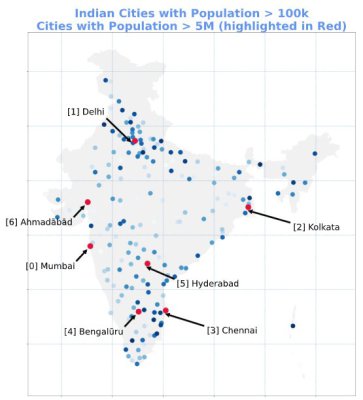 Indian Cities with Population > 100k
Cities with Population > 5M (highlighted in Red)
[1] Delhi
[6] Ahmadābād
[2] Kolkata
[0] Mumbai
[5] Hyderabad
[4] Bengalūru
[3] Chennai